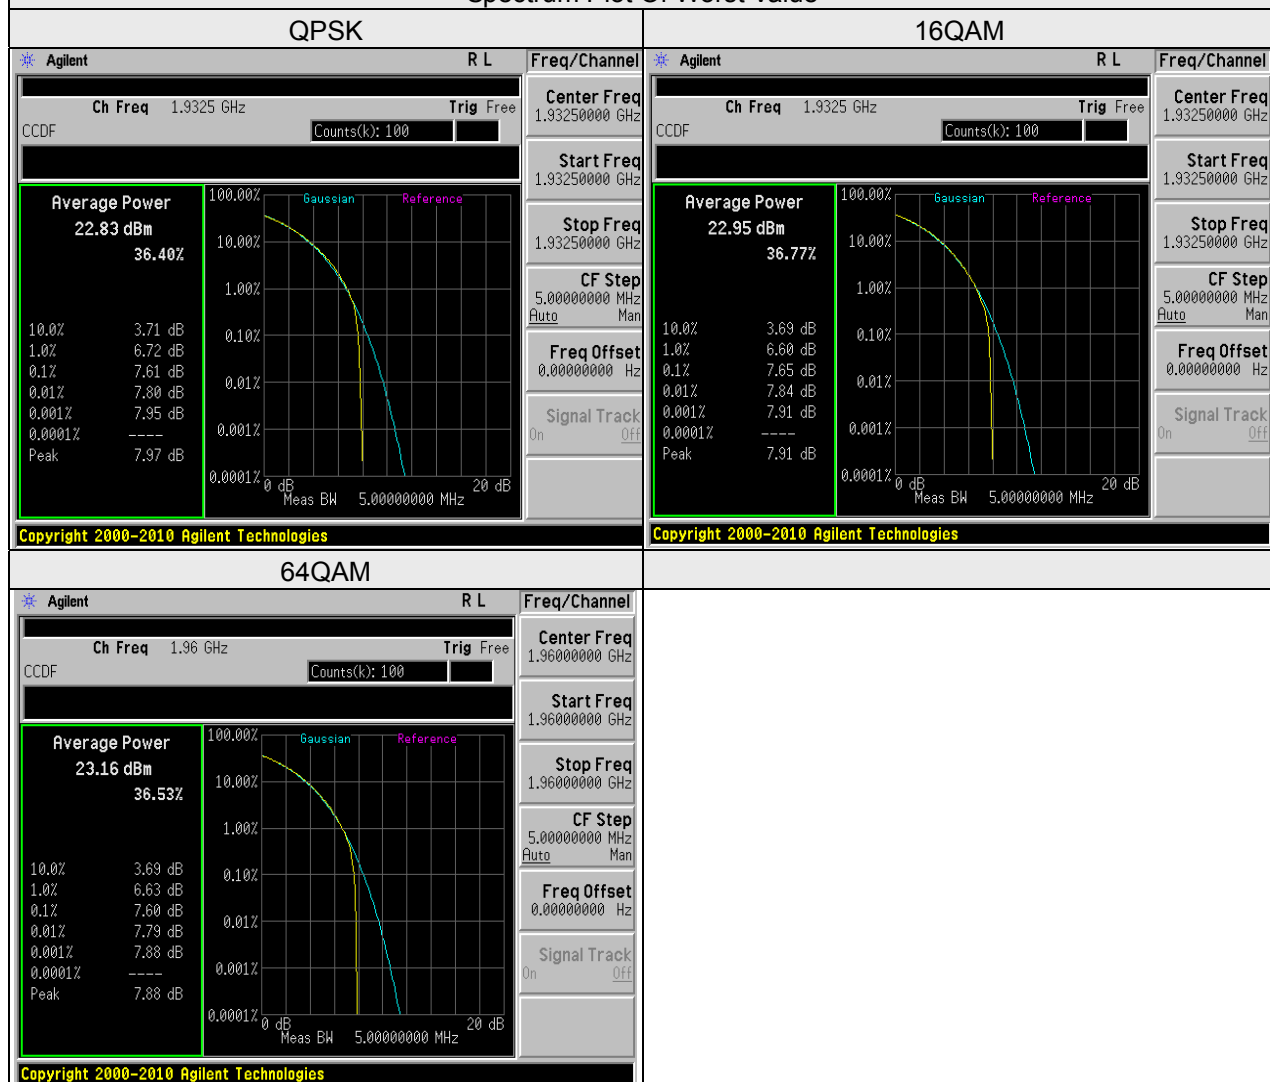 Spectrum Plot Of Worst Value
QPSK
16QAM
Agilent R L Freq/Channel
Ch Freq 1.9325 GHz Trig Free
CCDF Counts(k): 100
Average Power
22.83 dBm
36.40%
10.0% 3.71 dB
1.0% 6.72 dB
0.1% 7.61 dB
0.01% 7.80 dB
0.001% 7.95 dB
0.0001% ----
Peak 7.97 dB
Gaussian Reference
100.00%
10.00%
1.00%
0.10%
0.01%
0.001%
0.0001%
0 dB 20 dB
Meas BW 5.00000000 MHz
Center Freq
1.93250000 GHz
Start Freq
1.93250000 GHz
Stop Freq
1.93250000 GHz
CF Step
5.00000000 MHz
Auto Man
Freq Offset
0.00000000 Hz
Signal Track
On Off
Copyright 2000-2010 Agilent Technologies
Agilent R L Freq/Channel
Ch Freq 1.9325 GHz Trig Free
CCDF Counts(k): 100
Average Power
22.95 dBm
36.77%
10.0% 3.69 dB
1.0% 6.60 dB
0.1% 7.65 dB
0.01% 7.84 dB
0.001% 7.91 dB
0.0001% ----
Peak 7.91 dB
Gaussian Reference
100.00%
10.00%
1.00%
0.10%
0.01%
0.001%
0.0001%
0 dB 20 dB
Meas BW 5.00000000 MHz
Center Freq
1.93250000 GHz
Start Freq
1.93250000 GHz
Stop Freq
1.93250000 GHz
CF Step
5.00000000 MHz
Auto Man
Freq Offset
0.00000000 Hz
Signal Track
On Off
Copyright 2000-2010 Agilent Technologies
64QAM
Agilent R L Freq/Channel
Ch Freq 1.96 GHz Trig Free
CCDF Counts(k): 100
Average Power
23.16 dBm
36.53%
10.0% 3.69 dB
1.0% 6.63 dB
0.1% 7.60 dB
0.01% 7.79 dB
0.001% 7.88 dB
0.0001% ----
Peak 7.88 dB
Gaussian Reference
100.00%
10.00%
1.00%
0.10%
0.01%
0.001%
0.0001%
0 dB 20 dB
Meas BW 5.00000000 MHz
Center Freq
1.96000000 GHz
Start Freq
1.96000000 GHz
Stop Freq
1.96000000 GHz
CF Step
5.00000000 MHz
Auto Man
Freq Offset
0.00000000 Hz
Signal Track
On Off
Copyright 2000-2010 Agilent Technologies